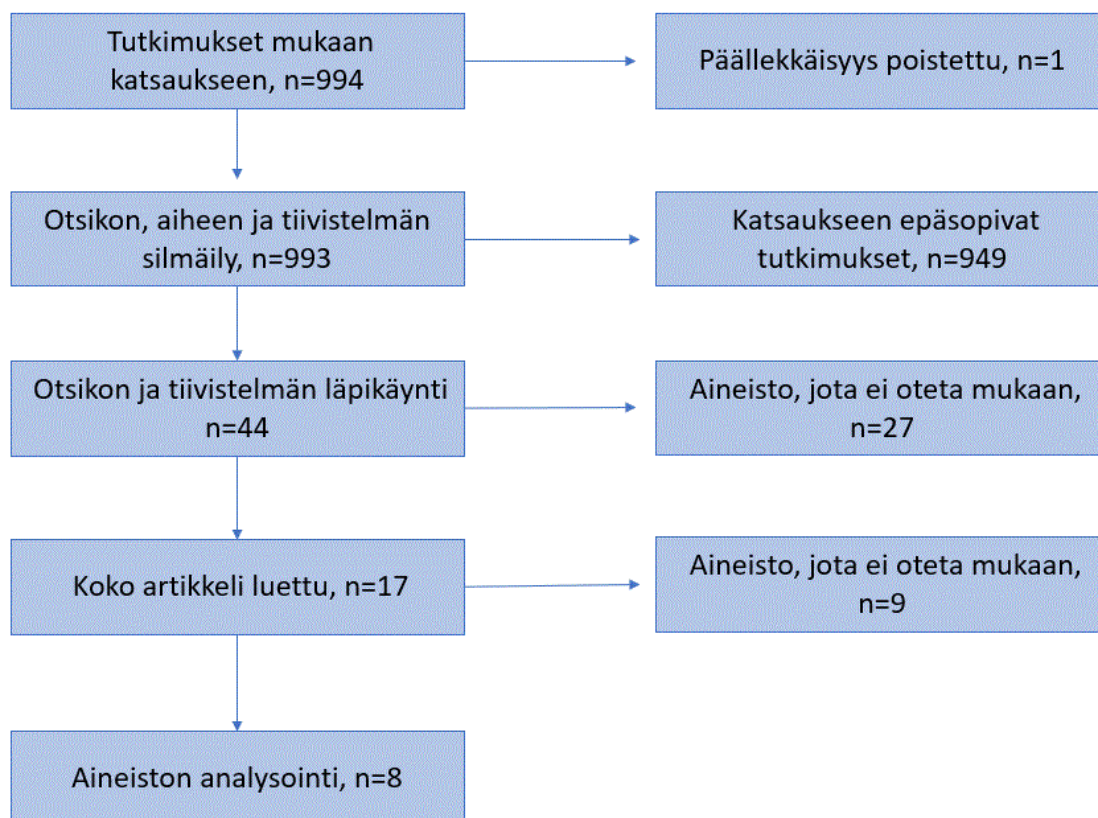 Tutkimukset mukaan
katsaukseen, n=994
Päällekkäisyys poistettu, n=1
Otsikon, aiheen ja tiivistelmän
silmäily, n=993
Katsaukseen epäsopivat
tutkimukset, n=949
Otsikon ja tiivistelmän läpikäynti
n=44
Aineisto, jota ei oteta mukaan,
n=27
Koko artikkeli luettu, n=17
Aineisto, jota ei oteta mukaan,
n=9
Aineiston analysointi, n=8